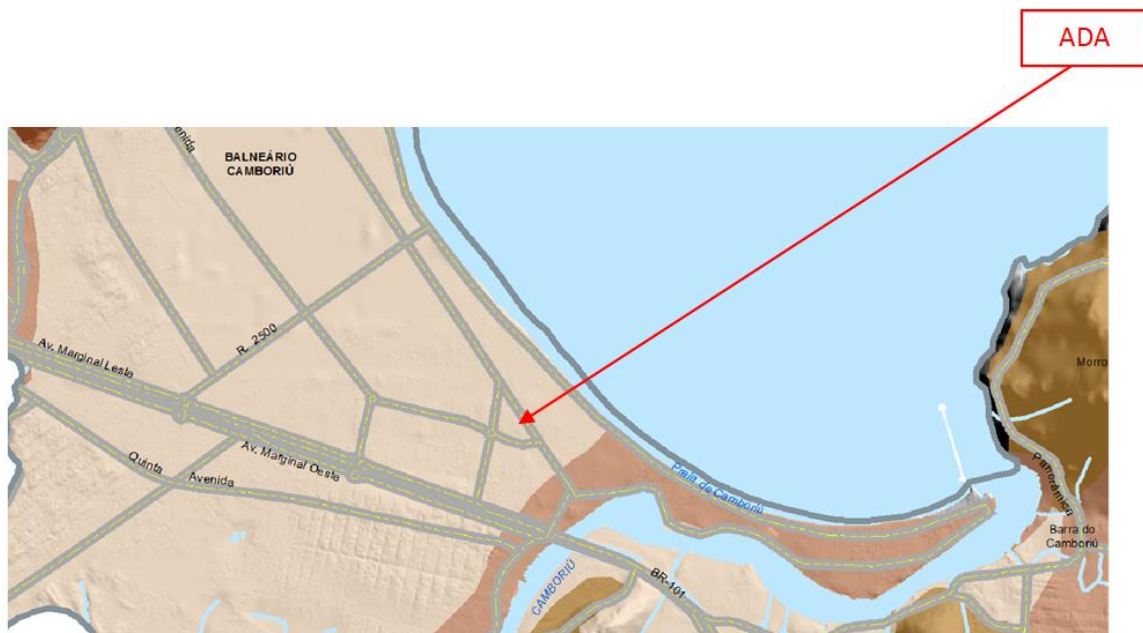 ADA
enida
BALNEÁRIO
CAMBORIÚ
R. 2500
Av. Marginal Leste
Morro
Av. Marginal Oeste
Quinta
Avenida
Praia de Camboriú
Panorâmica
Barra do
Camboriú
CAMBORIÚ
BR-101